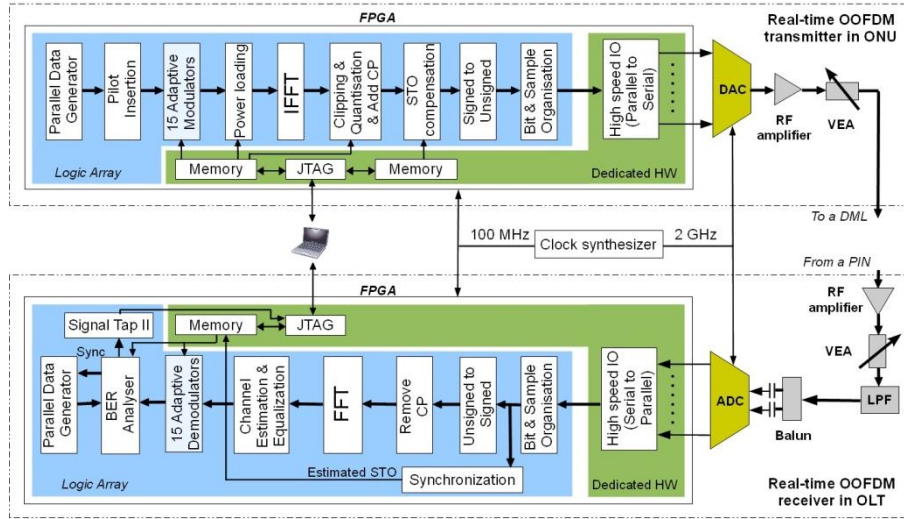 FPGA
Real-time OOFDM
transmitter in ONU
Parallel Data
Generator
Pilot
Insertion
15 Adaptive
Modulators
Power loading
IFFT
Clipping &
Quantisation
& Add CP
STO
compensation
Signed to
Unsigned
Bit & Sample
Organisation
High speed IO
(Parallel to
Serial)
DAC
RF
amplifier
VEA
Logic Array
Memory
JTAG
Memory
Dedicated HW
To a DML
100 MHz
Clock synthesizer
2 GHz
From a PIN
FPGA
RF
amplifier
Signal Tap II
Memory
JTAG
Sync
VEA
Parallel Data
Generator
BER
Analyser
15 Adaptive
Demodulators
Channel
Estimation &
Equalization
FFT
Remove
CP
Unsigned to
Signed
Bit & Sample
Organisation
High speed IO
(Serial to
Parallel)
ADC
LPF
Balun
Estimated STO
Synchronization
Logic Array
Dedicated HW
Real-time OOFDM
receiver in OLT